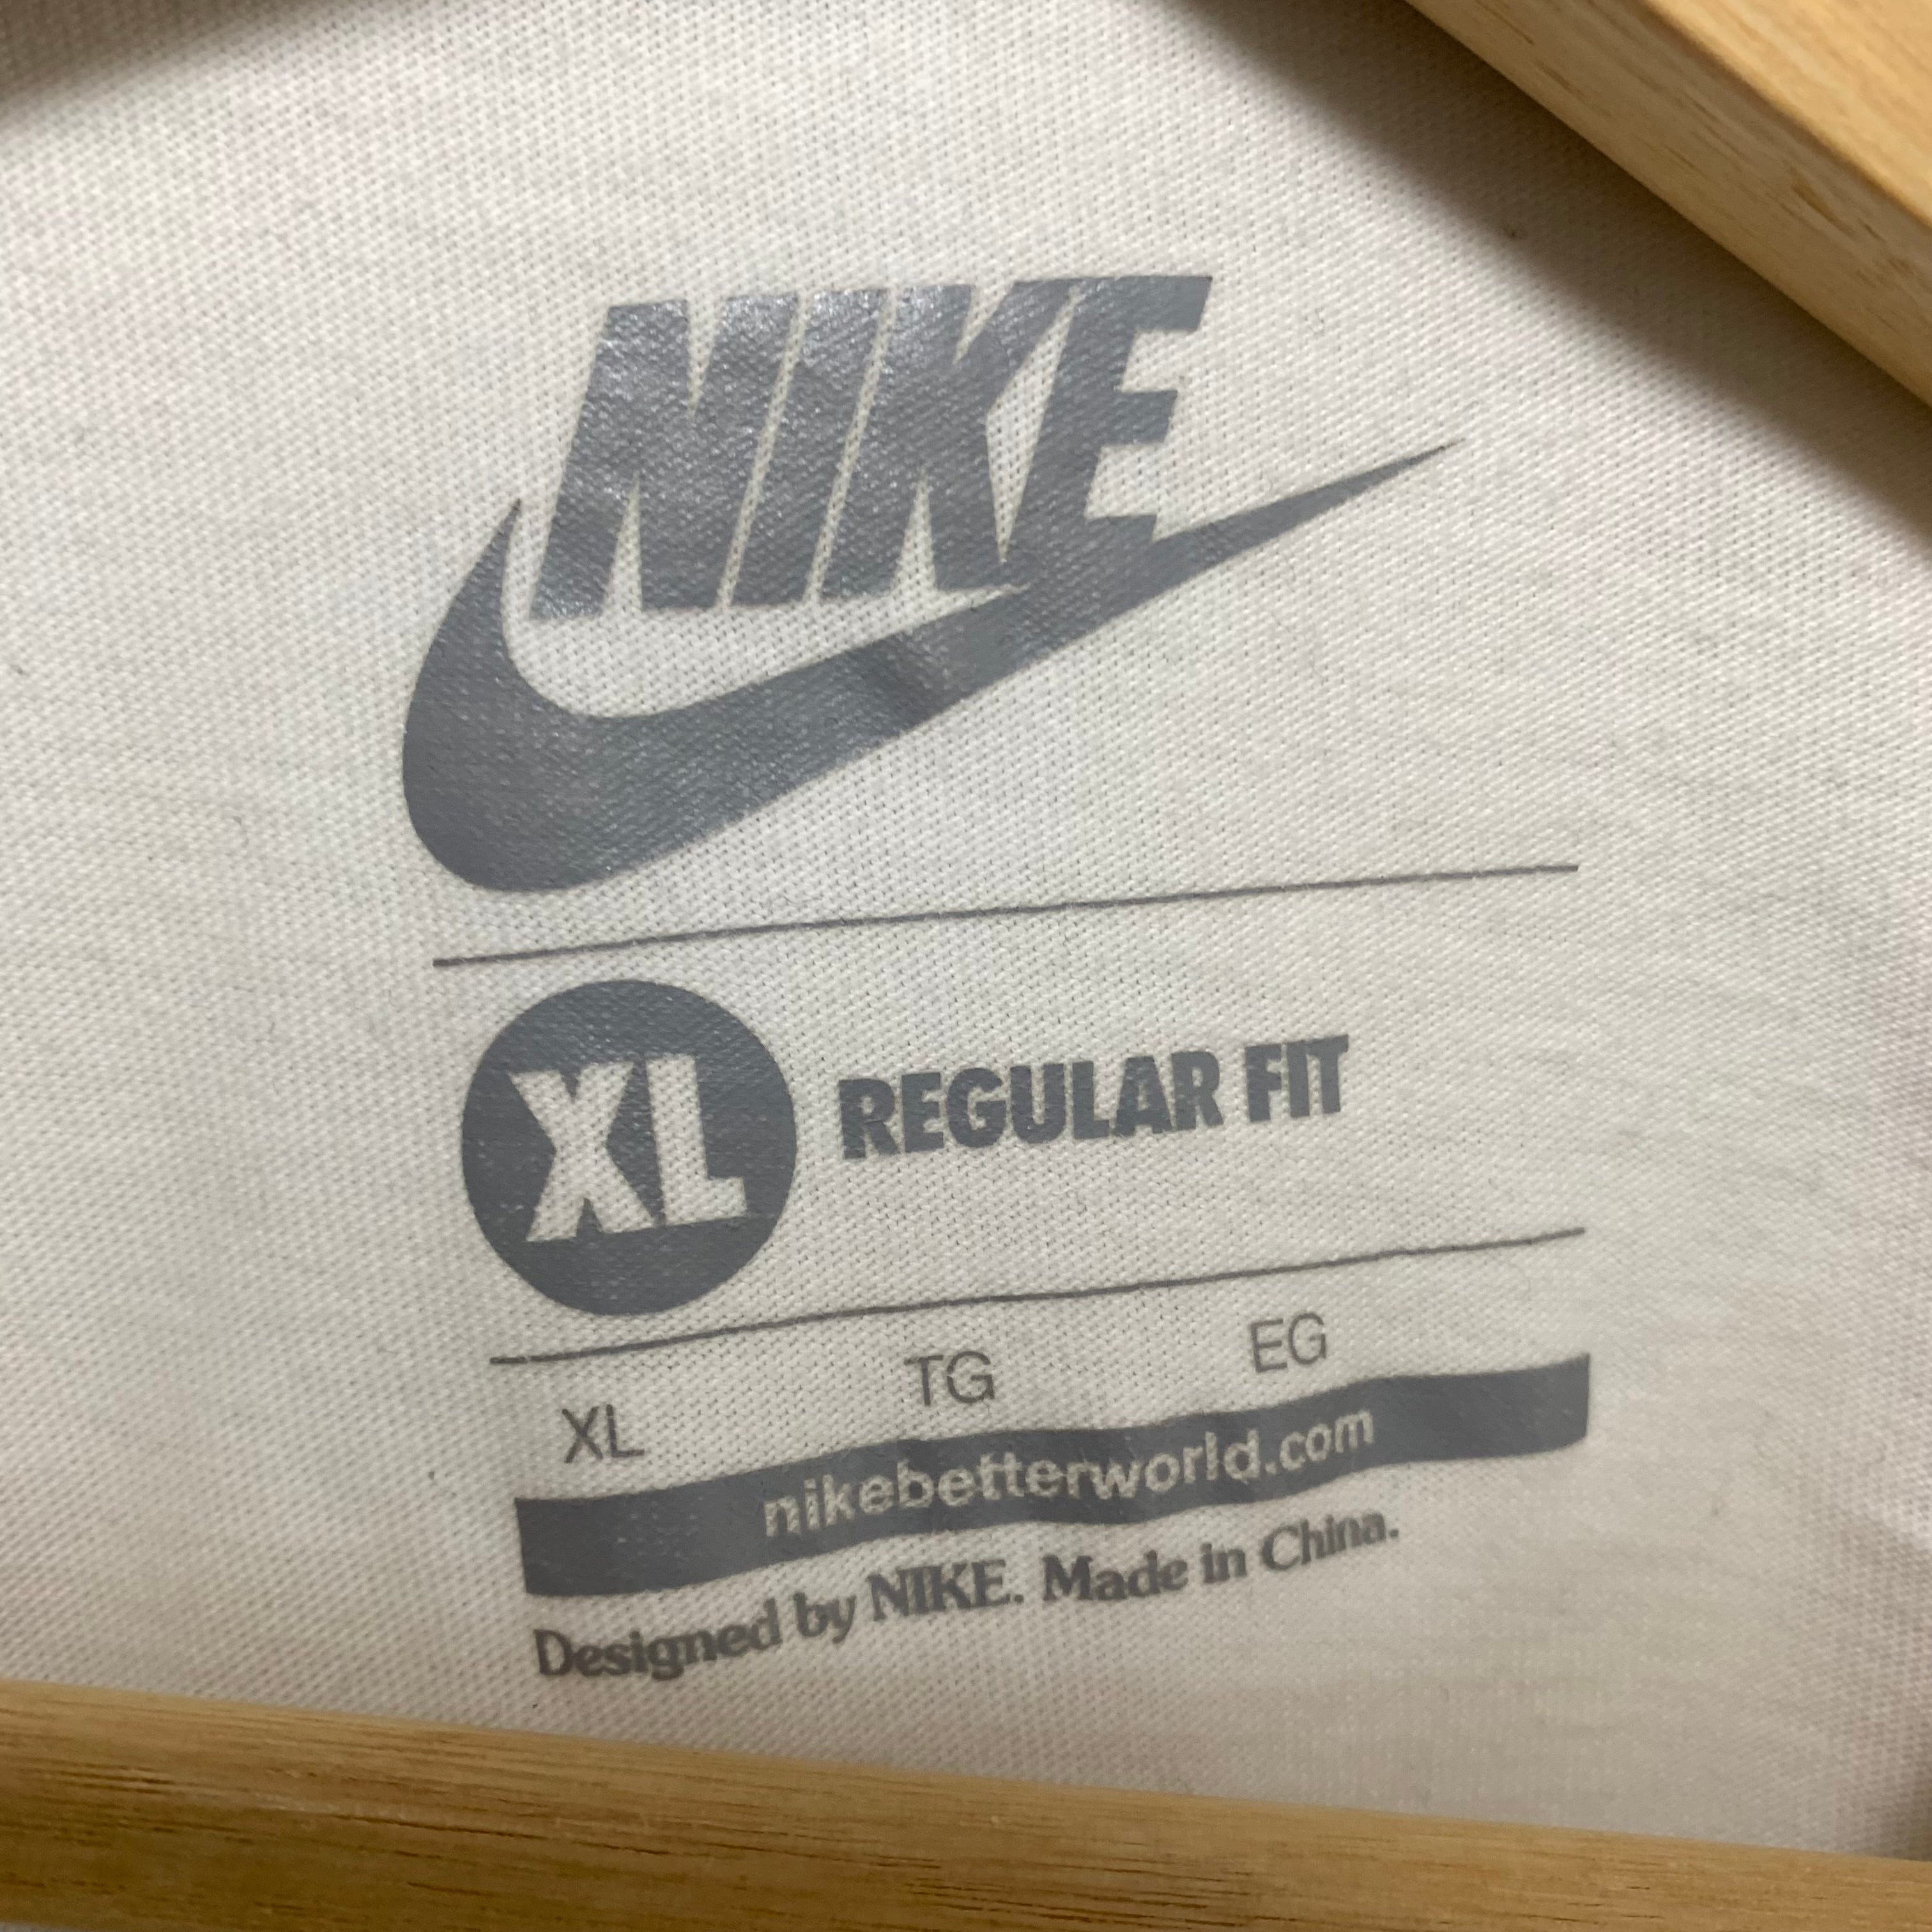 NIKE
XL REGULAR FIT
XL TG EG
nikebetterworld.com
Designed by NIKE. Made in China.